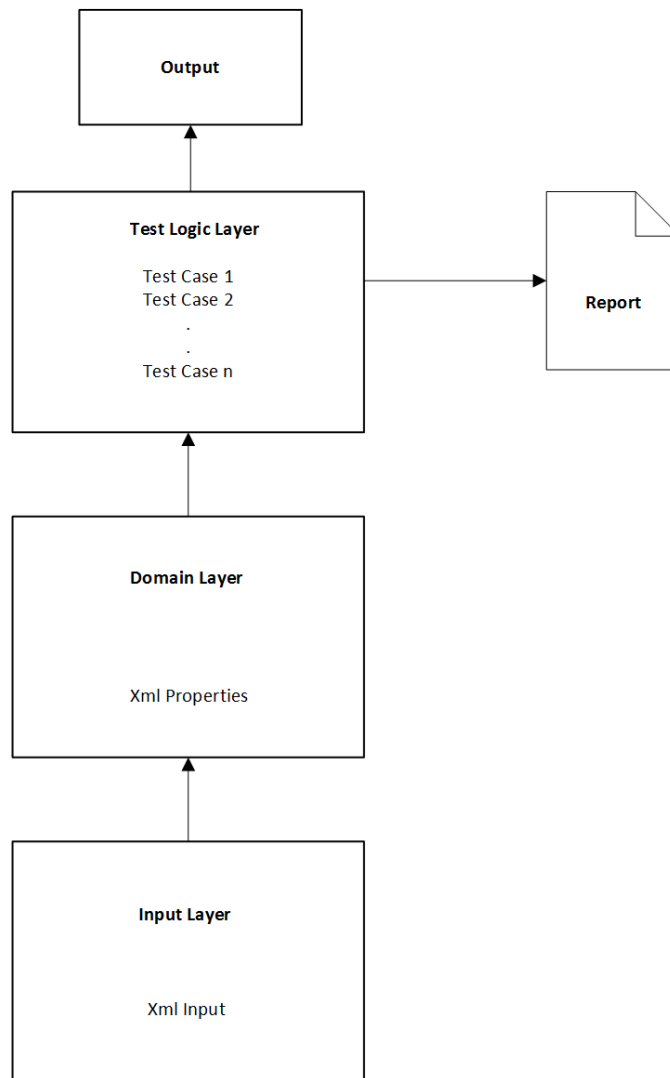 Output
Test Logic Layer
Test Case 1
Test Case 2
.
.
Test Case n
Report
Domain Layer
Xml Properties
Input Layer
Xml Input